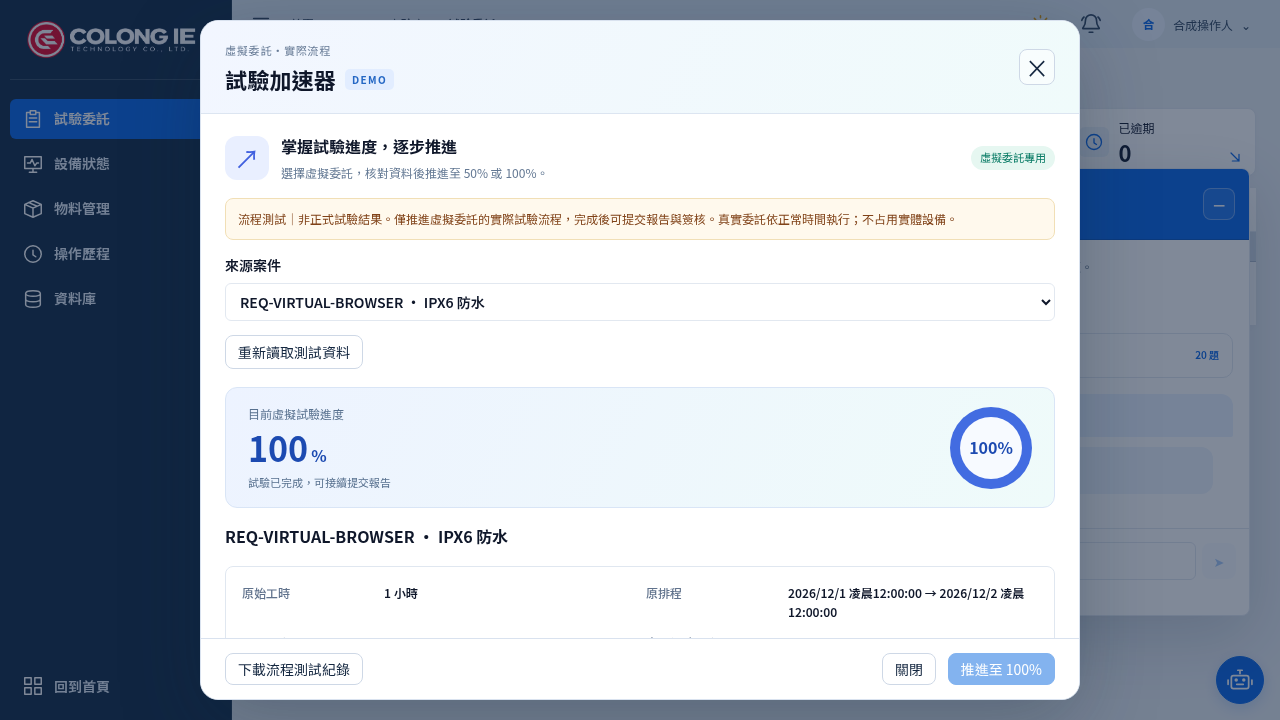 COLONG IE
TECHNOLOGY CO., LTD.
試驗委託
設備狀態
物料管理
操作歷程
資料庫
回到首頁
合
合成操作人
已逾期
0
20 題
虛擬委託・實際流程
試驗加速器
DEMO
掌握試驗進度，逐步推進
選擇虛擬委託，核對資料後推進至 50% 或 100%。
虛擬委託專用
流程測試｜非正式試驗結果。僅推進虛擬委託的實際試驗流程，完成後可提交報告與簽核。真實委託依正常時間執行；不占用實體設備。
來源案件
REQ-VIRTUAL-BROWSER ・ IPX6 防水
重新讀取測試資料
目前虛擬試驗進度
100 %
試驗已完成，可接續提交報告
100%
REQ-VIRTUAL-BROWSER ・ IPX6 防水
原始工時
1 小時
原排程
2026/12/1 凌晨12:00:00 → 2026/12/2 凌晨
12:00:00
下載流程測試紀錄
關閉
推進至 100%